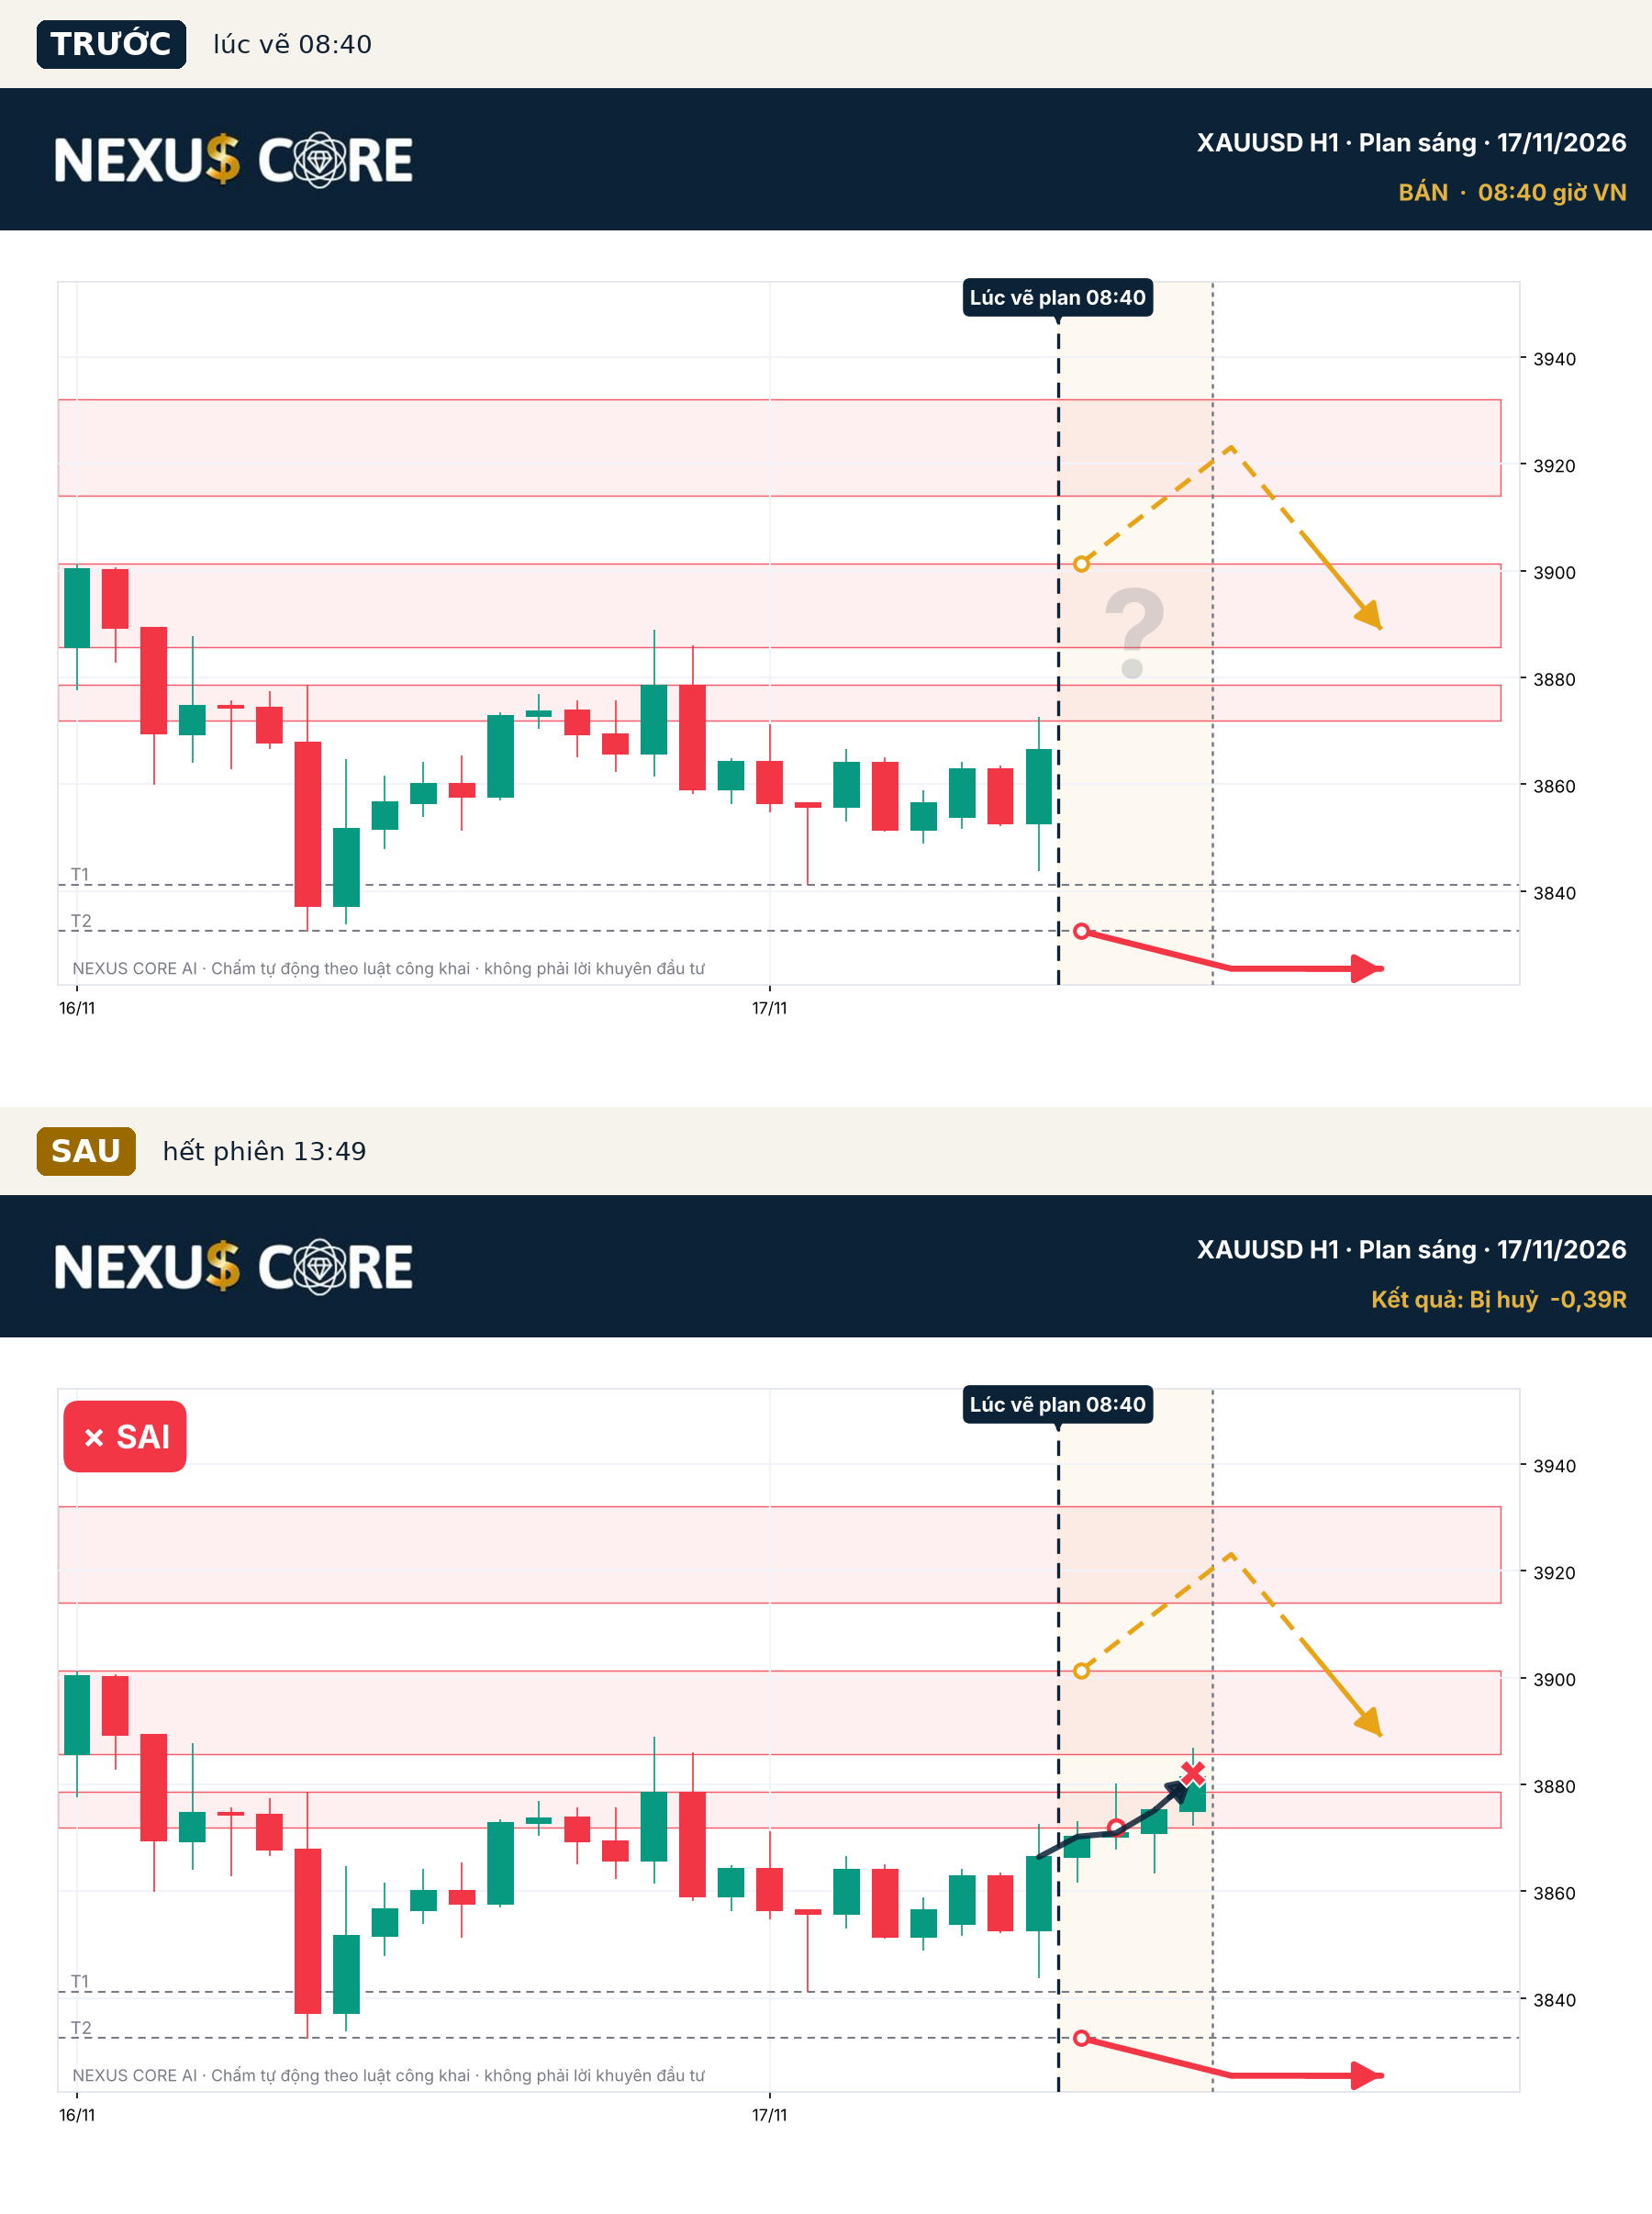 TRƯỚC lúc vẽ 08:40
NEXU$ CORE
XAUUSD H1 · Plan sáng · 17/11/2026
BÁN · 08:40 giờ VN
Lúc vẽ plan 08:40
3940
3920
3900
?
3880
3860
T1
3840
T2
NEXUS CORE AI · Chấm tự động theo luật công khai · không phải lời khuyên đầu tư
16/11 17/11
SAU hết phiên 13:49
NEXU$ CORE
XAUUSD H1 · Plan sáng · 17/11/2026
Kết quả: Bị huỷ -0,39R
Lúc vẽ plan 08:40
× SAI
3940
3920
3900
3880
3860
T1
3840
T2
NEXUS CORE AI · Chấm tự động theo luật công khai · không phải lời khuyên đầu tư
16/11 17/11